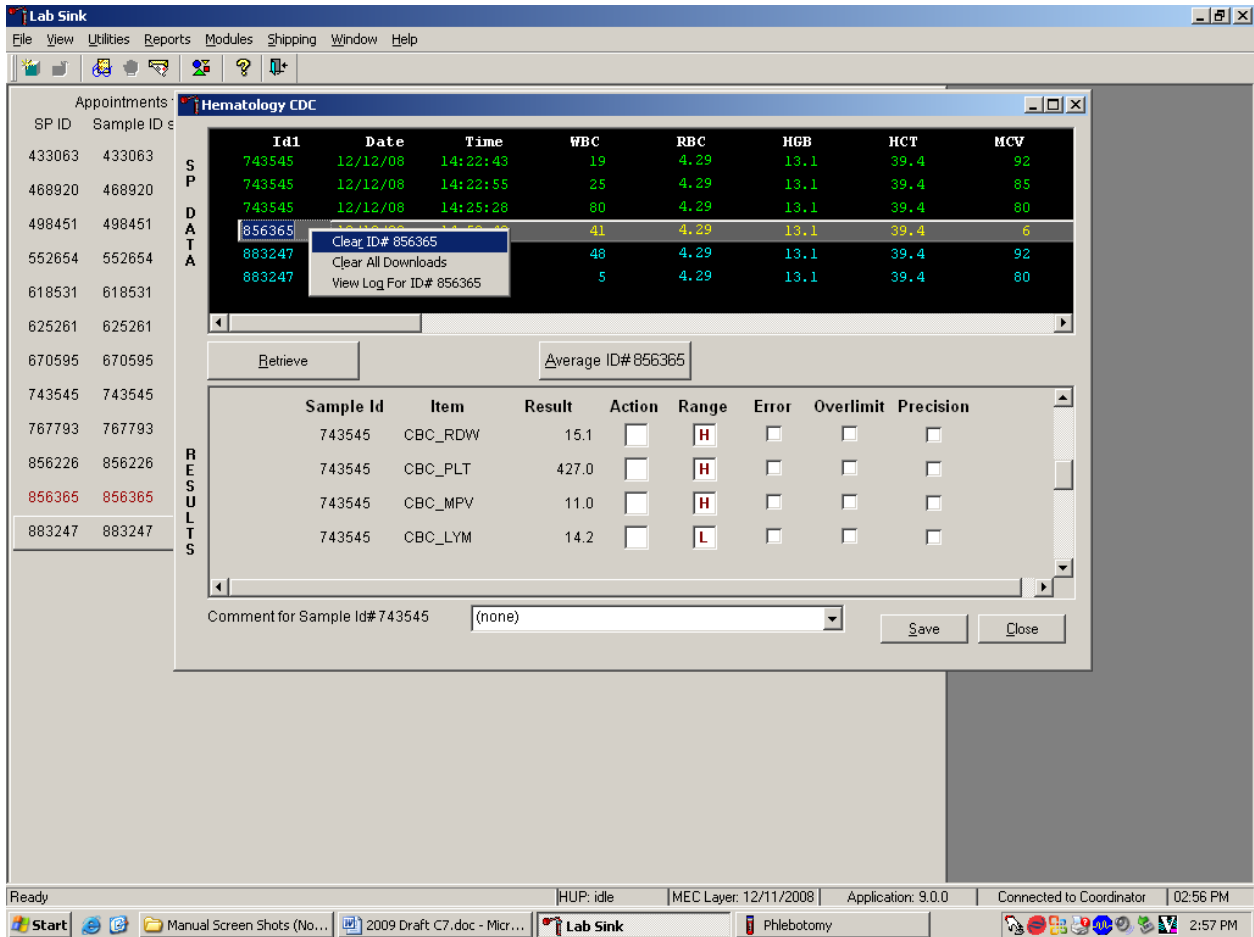 Lab Sink
File View Utilities Reports Modules Shipping Window Help
Appointments
SP ID Sample ID s
433063 433063
468920 468920
498451 498451
552654 552654
618531 618531
625261 625261
670595 670595
743545 743545
767793 767793
856226 856226
856365 856365
883247 883247
Hematology CDC
SP DATA
Id1 Date Time WBC RBC HGB HCT MCV
743545 12/12/08 14:22:43 19 4.29 13.1 39.4 92
743545 12/12/08 14:22:55 25 4.29 13.1 39.4 85
743545 12/12/08 14:25:28 80 4.29 13.1 39.4 80
856365 41 4.29 13.1 39.4 6
883247 48 4.29 13.1 39.4 92
883247 5 4.29 13.1 39.4 80
Clear ID# 856365
Clear All Downloads
View Log For ID# 856365
Retrieve Average ID# 856365
RESULTS
Sample Id Item Result Action Range Error Overlimit Precision
743545 CBC_RDW 15.1 H
743545 CBC_PLT 427.0 H
743545 CBC_MPV 11.0 H
743545 CBC_LYM 14.2 L
Comment for Sample Id# 743545 (none)
Save Close
Ready HUP: idle MEC Layer: 12/11/2008 Application: 9.0.0 Connected to Coordinator 02:56 PM
Start Manual Screen Shots (No... 2009 Draft C7.doc - Micr... Lab Sink Phlebotomy 2:57 PM